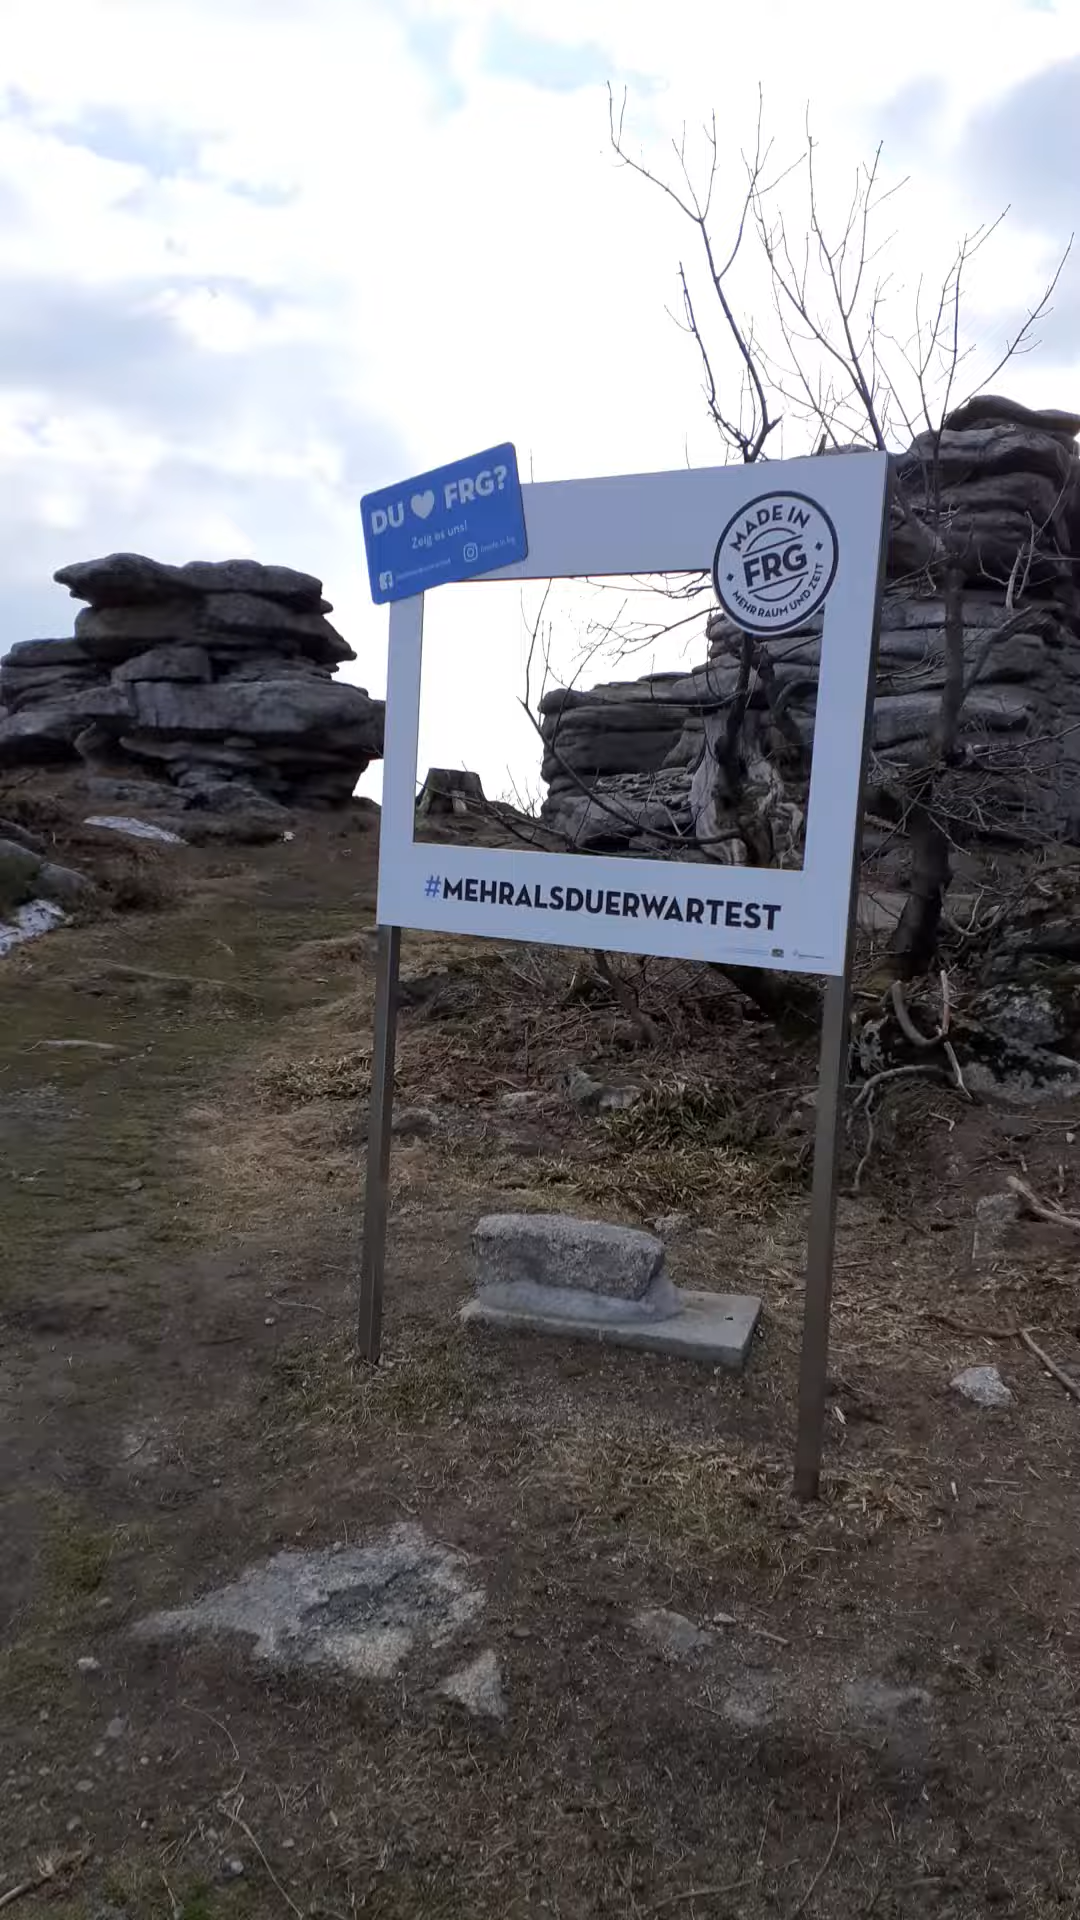 DU ♥ FRG?
Zeig es uns!
MADE IN
FRG
MEHR RAUM UND ZEIT
#MEHRALSDUERWARTEST